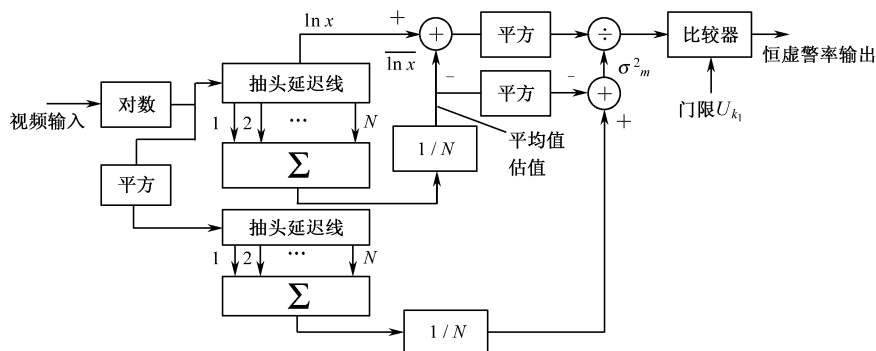 ln x
+
+
平方
÷
比较器
恒虚警率输出
ln x
−
σ²m
视频输入
对数
抽头延迟线
平方
−
+
门限U k1
1 2 ··· N
1 / N
平均值
估值
+
平方
Σ
抽头延迟线
1 2 ··· N
Σ
1 / N